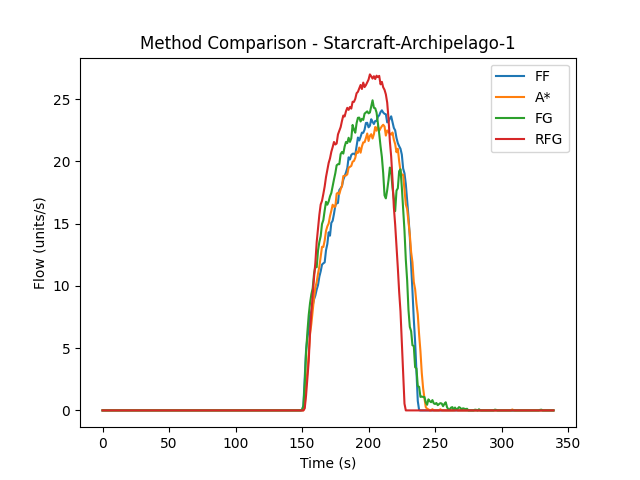 Method Comparison - Starcraft-Archipelago-1
FF
A*
FG
RFG
Flow (units/s)
25
20
15
10
5
0
0 50 100 150 200 250 300 350
Time (s)